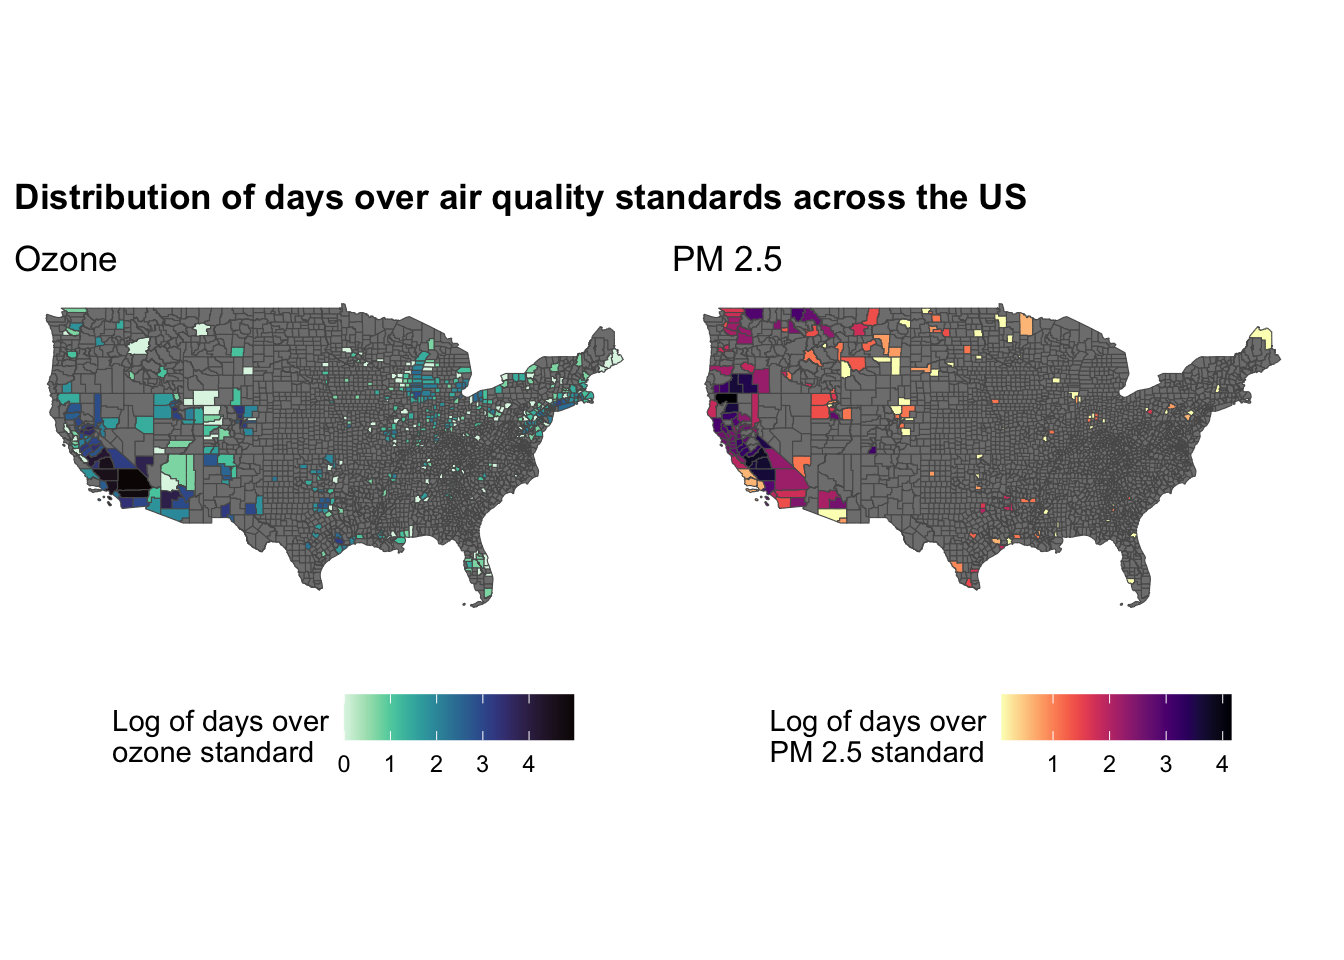 Distribution of days over air quality standards across the US
Ozone
PM 2.5
Log of days over
ozone standard
0 1 2 3 4
Log of days over
PM 2.5 standard
1 2 3 4